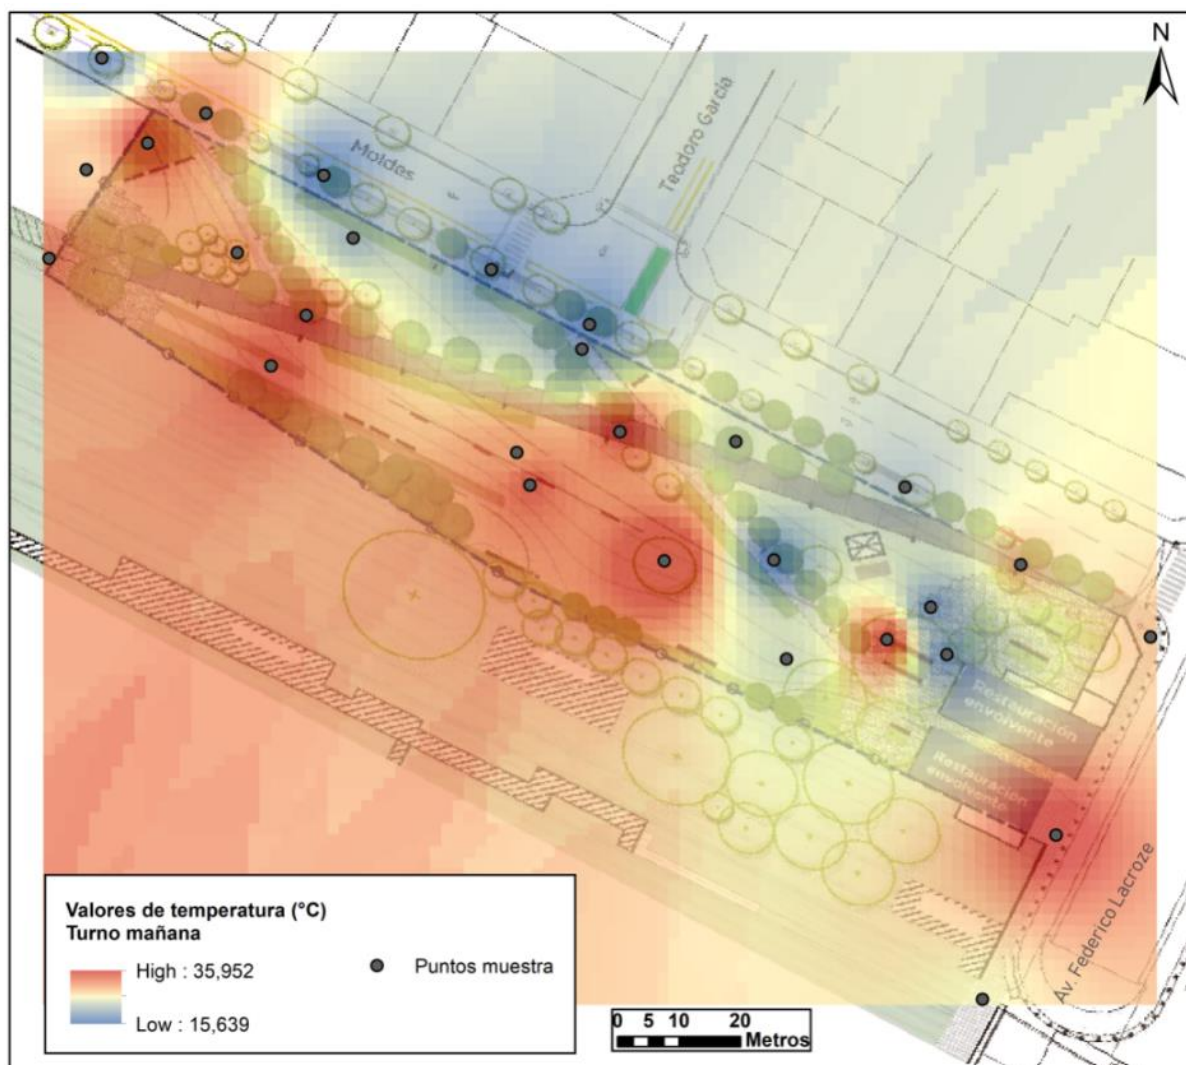 N
Teodoro García
Moldes
Restauración
envolvente
Restauración
envolvente
Av. Federico Lacroze
Valores de temperatura (°C)
Turno mañana
High : 35,952
Low : 15,639
Puntos muestra
0 5 10 20
Metros